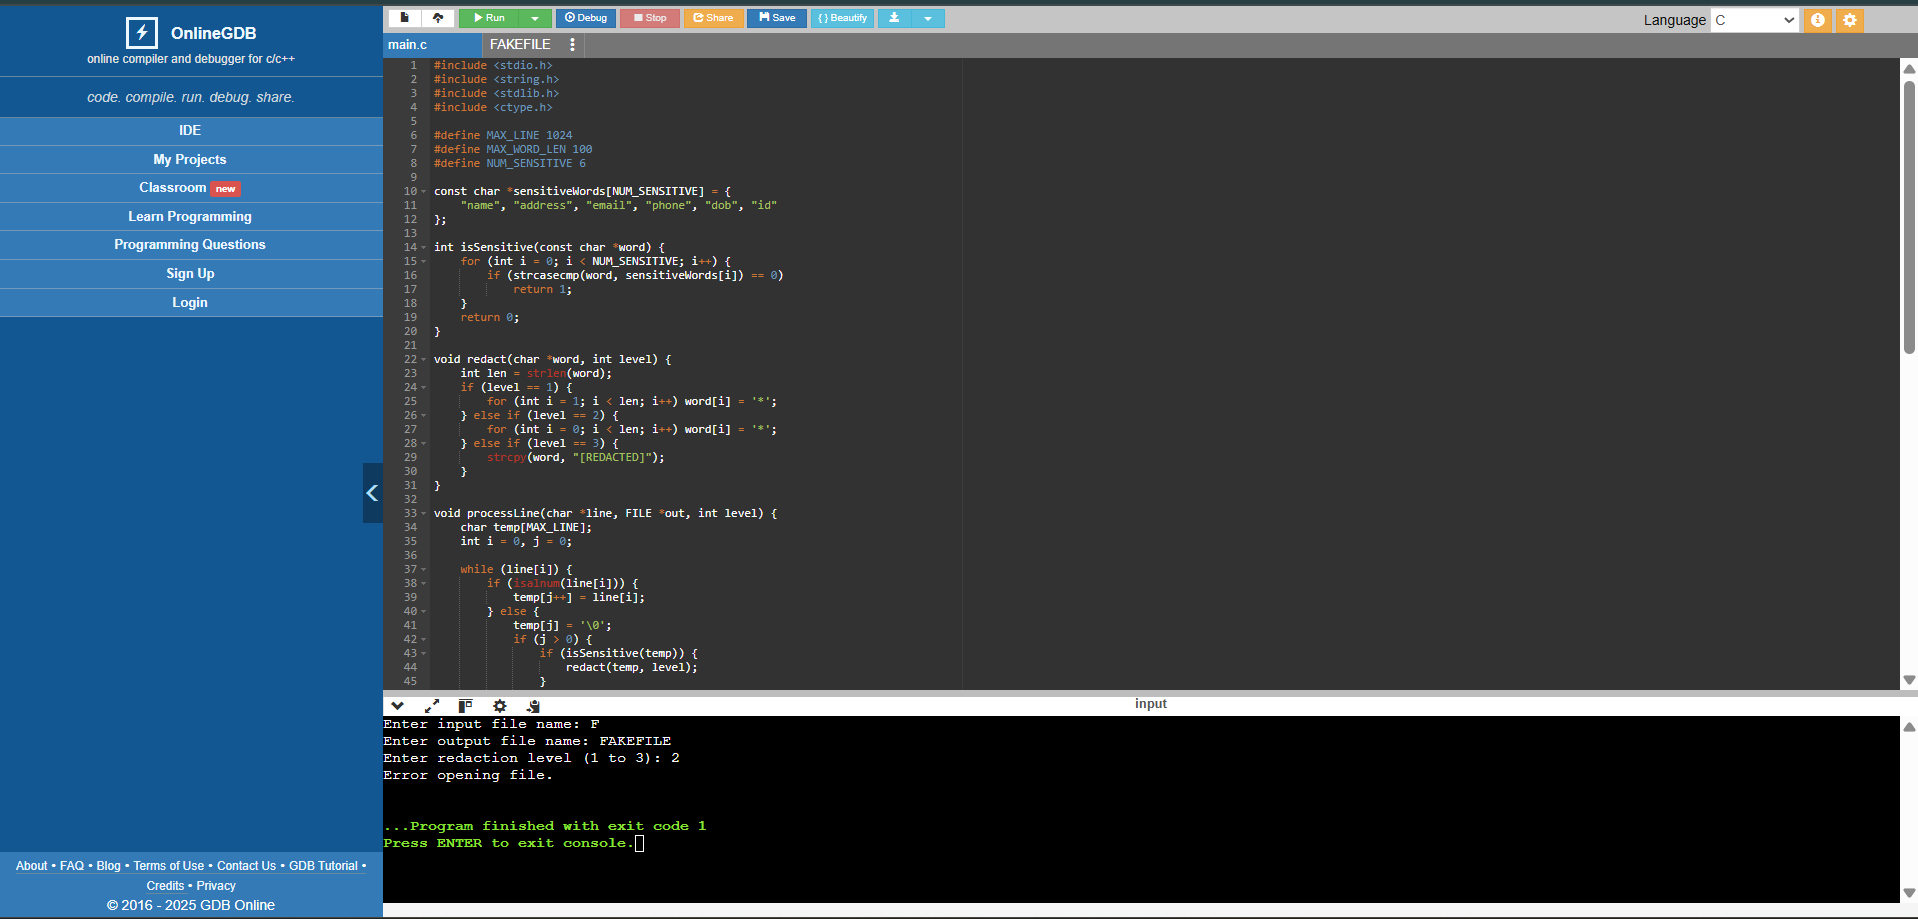 OnlineGDB
online compiler and debugger for c/c++
code. compile. run. debug. share.
IDE
My Projects
Classroom new
Learn Programming
Programming Questions
Sign Up
Login
About • FAQ • Blog • Terms of Use • Contact Us • GDB Tutorial •
Credits • Privacy
© 2016 - 2025 GDB Online
Run Debug Stop Share Save { } Beautify
Language C
main.c FAKEFILE
1 #include <stdio.h>
2 #include <string.h>
3 #include <stdlib.h>
4 #include <ctype.h>
5
6 #define MAX_LINE 1024
7 #define MAX_WORD_LEN 100
8 #define NUM_SENSITIVE 6
9
10 const char *sensitiveWords[NUM_SENSITIVE] = {
11     "name", "address", "email", "phone", "dob", "id"
12 };
13
14 int isSensitive(const char *word) {
15     for (int i = 0; i < NUM_SENSITIVE; i++) {
16         if (strcasecmp(word, sensitiveWords[i]) == 0)
17             return 1;
18     }
19     return 0;
20 }
21
22 void redact(char *word, int level) {
23     int len = strlen(word);
24     if (level == 1) {
25         for (int i = 1; i < len; i++) word[i] = '*';
26     } else if (level == 2) {
27         for (int i = 0; i < len; i++) word[i] = '*';
28     } else if (level == 3) {
29         strcpy(word, "[REDACTED]");
30     }
31 }
32
33 void processLine(char *line, FILE *out, int level) {
34     char temp[MAX_LINE];
35     int i = 0, j = 0;
36
37     while (line[i]) {
38         if (isalnum(line[i])) {
39             temp[j++] = line[i];
40         } else {
41             temp[j] = '\0';
42             if (j > 0) {
43                 if (isSensitive(temp)) {
44                     redact(temp, level);
45                 }
input
Enter input file name: F
Enter output file name: FAKEFILE
Enter redaction level (1 to 3): 2
Error opening file.
...Program finished with exit code 1
Press ENTER to exit console.